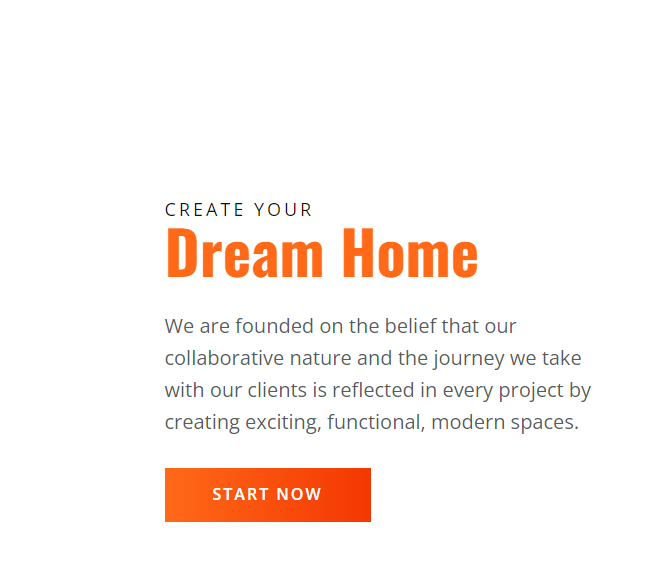 CREATE YOUR
Dream Home
We are founded on the belief that our
collaborative nature and the journey we take
with our clients is reflected in every project by
creating exciting, functional, modern spaces.
START NOW